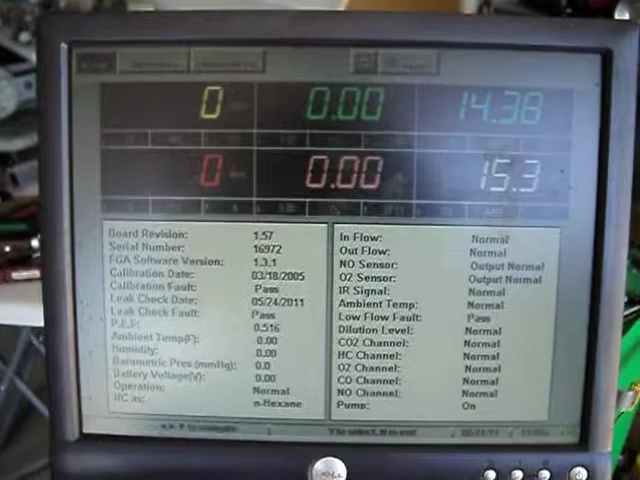 0 0.00 14.38
0 0.00 15.3
Board Revision: 1.57
Serial Number: 16972
FGA Software Version: 1.3.1
Calibration Date: 03/18/2005
Calibration Fault: Pass
Leak Check Date: 05/24/2011
Leak Check Fault: Pass
P.E.F: 0.516
Ambient Temp(F): 0.00
Humidity: 0.00
Barometric Pres (mmHg): 0.0
Battery Voltage(V): 0.00
Operation: Normal
HC as: n-Hexane
In Flow: Normal
Out Flow: Normal
NO Sensor: Output Normal
O2 Sensor: Output Normal
IR Signal: Normal
Ambient Temp: Normal
Low Flow Fault: Pass
Dilution Level: Normal
CO2 Channel: Normal
HC Channel: Normal
O2 Channel: Normal
CO Channel: Normal
NO Channel: Normal
Pump: On